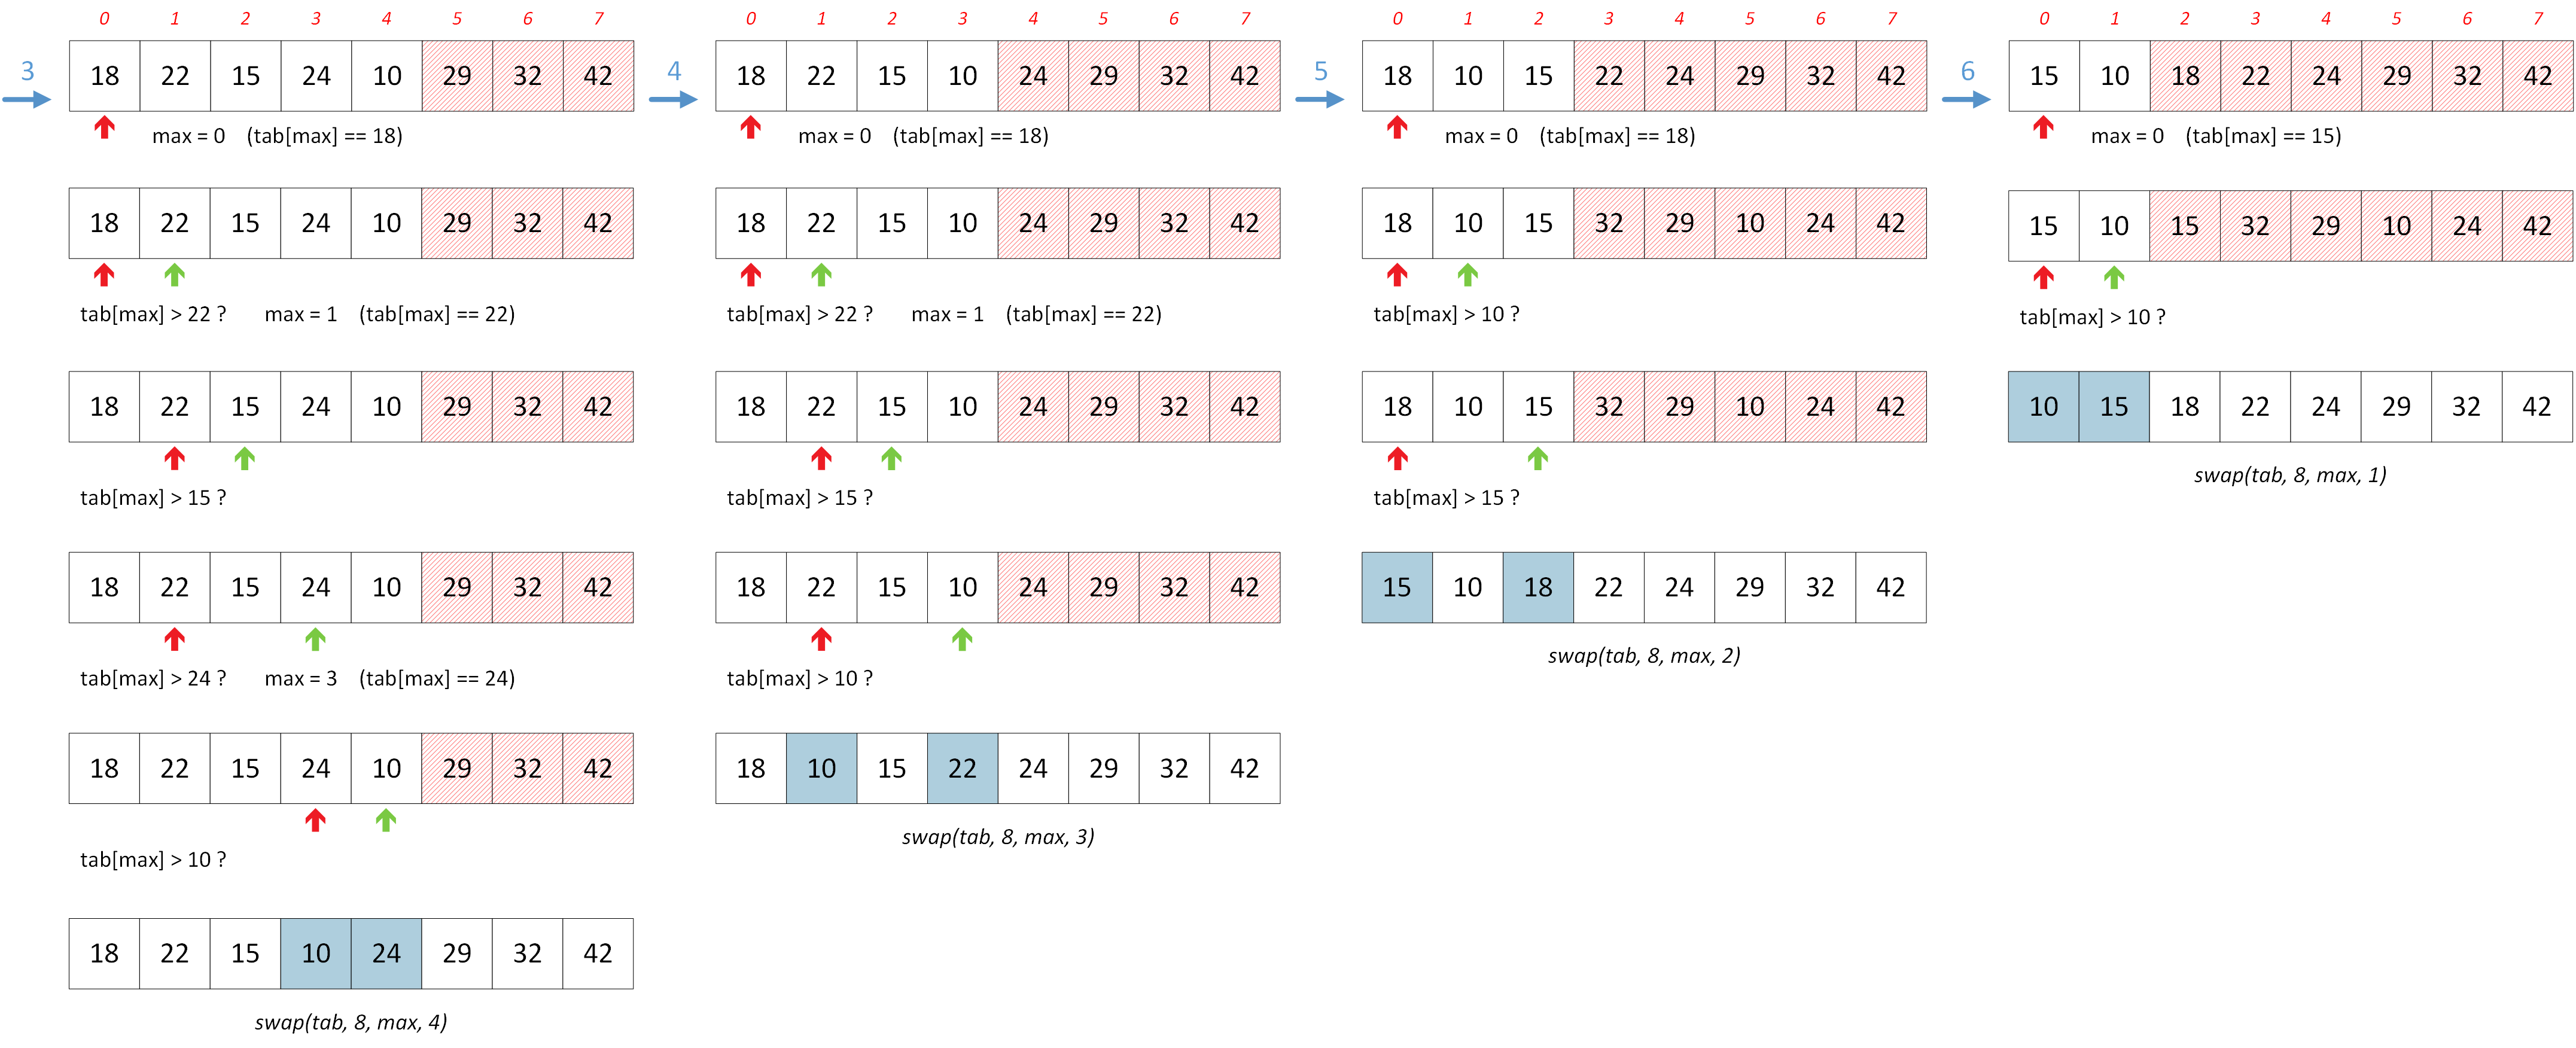 3
0 1 2 3 4 5 6 7
18 22 15 24 10 29 32 42
max = 0 (tab[max] == 18)
18 22 15 24 10 29 32 42
tab[max] > 22 ? max = 1 (tab[max] == 22)
18 22 15 24 10 29 32 42
tab[max] > 15 ?
18 22 15 24 10 29 32 42
tab[max] > 24 ? max = 3 (tab[max] == 24)
18 22 15 24 10 29 32 42
tab[max] > 10 ?
18 22 15 10 24 29 32 42
swap(tab, 8, max, 4)
4
0 1 2 3 4 5 6 7
18 22 15 10 24 29 32 42
max = 0 (tab[max] == 18)
18 22 15 10 24 29 32 42
tab[max] > 22 ? max = 1 (tab[max] == 22)
18 22 15 10 24 29 32 42
tab[max] > 15 ?
18 22 15 10 24 29 32 42
tab[max] > 10 ?
18 10 15 22 24 29 32 42
swap(tab, 8, max, 3)
5
0 1 2 3 4 5 6 7
18 10 15 22 24 29 32 42
max = 0 (tab[max] == 18)
18 10 15 32 29 10 24 42
tab[max] > 10 ?
18 10 15 32 29 10 24 42
tab[max] > 15 ?
15 10 18 22 24 29 32 42
swap(tab, 8, max, 2)
6
0 1 2 3 4 5 6 7
15 10 18 22 24 29 32 42
max = 0 (tab[max] == 15)
15 10 15 32 29 10 24 42
tab[max] > 10 ?
10 15 18 22 24 29 32 42
swap(tab, 8, max, 1)